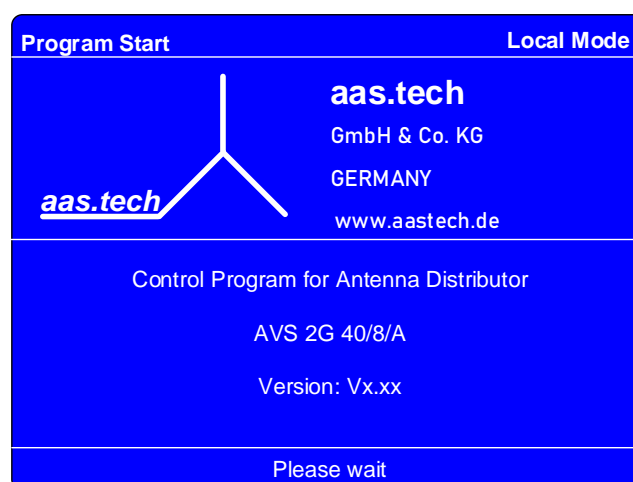 Program Start
Local Mode
aas.tech
GmbH & Co. KG
GERMANY
www.aastech.de
aas.tech
Control Program for Antenna Distributor
AVS 2G 40/8/A
Version: Vx.xx
Please wait